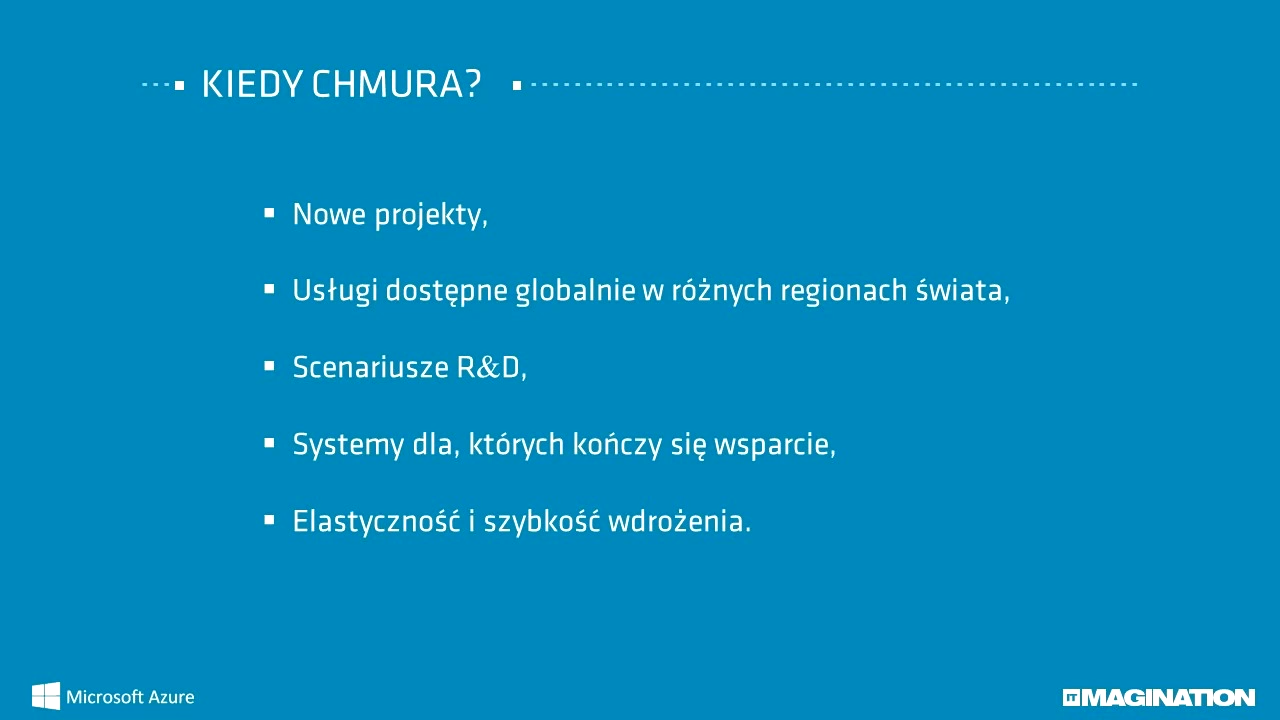 KIEDY CHMURA?
▪ Nowe projekty,
▪ Usługi dostępne globalnie w różnych regionach świata,
▪ Scenariusze R&D,
▪ Systemy dla, których kończy się wsparcie,
▪ Elastyczność i szybkość wdrożenia.
Microsoft Azure
ITMAGINATION